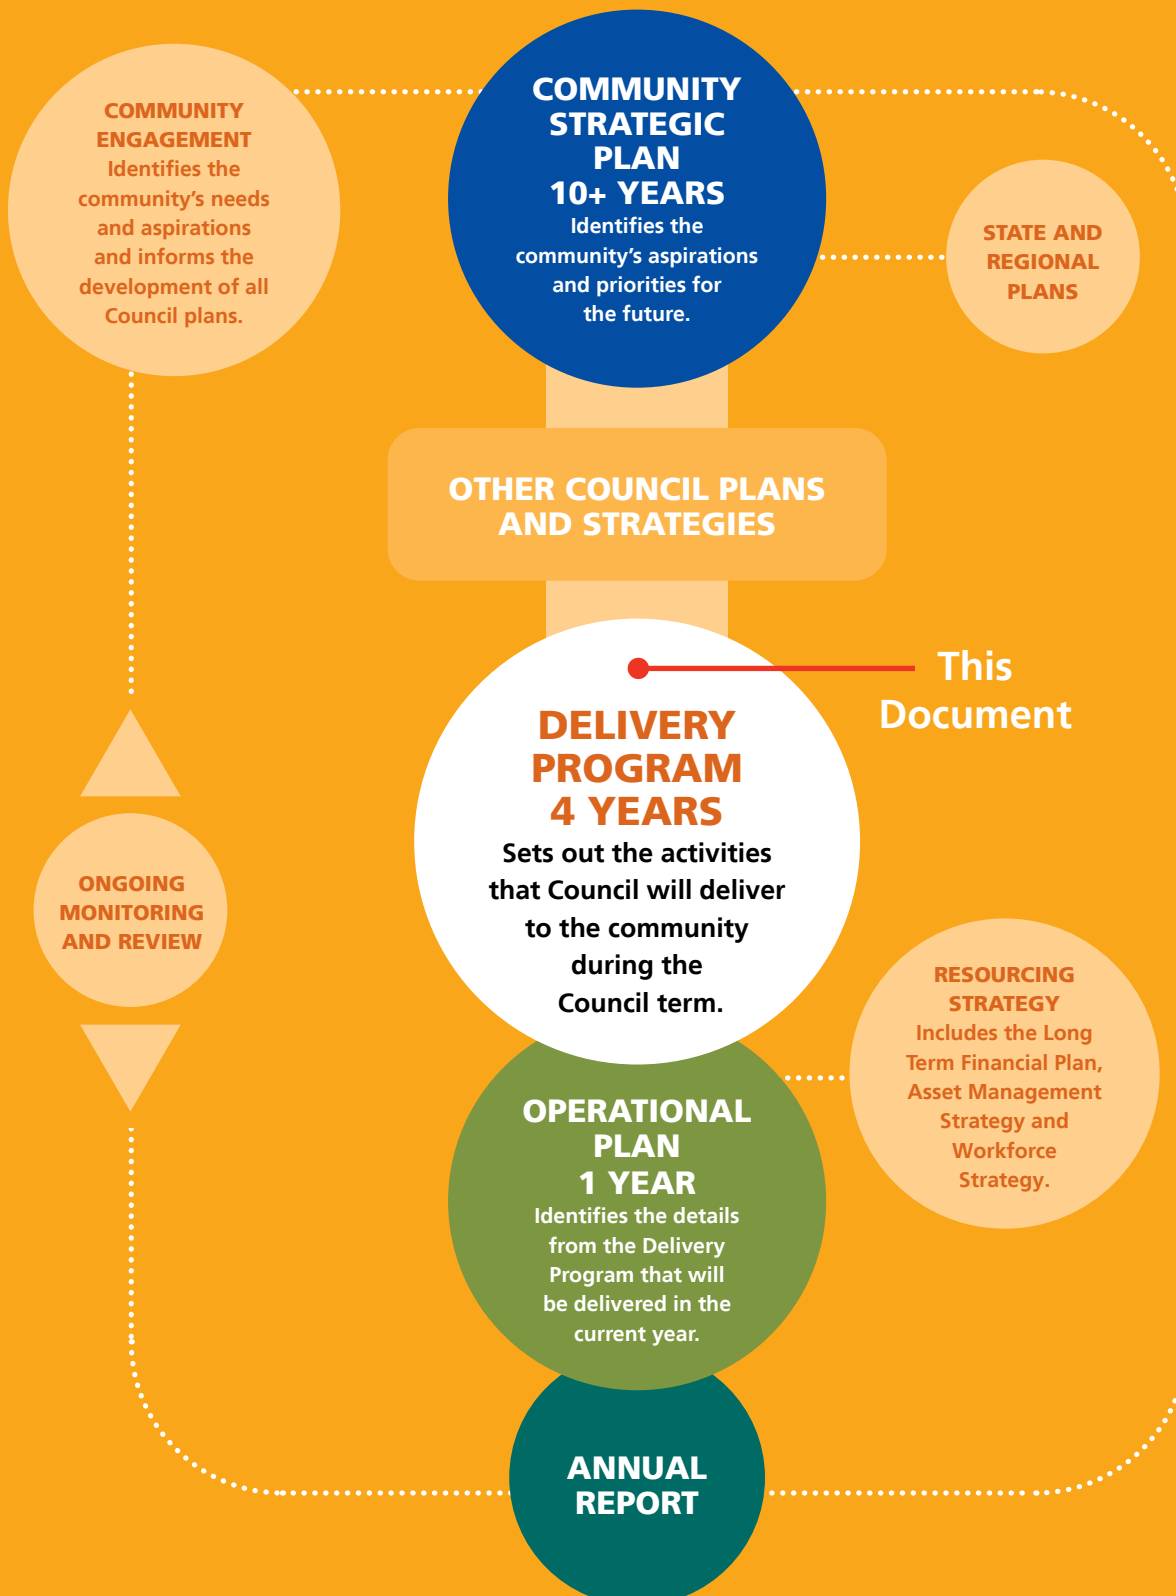 COMMUNITY
ENGAGEMENT
Identifies the
community's needs
and aspirations
and informs the
development of all
Council plans.
COMMUNITY
STRATEGIC
PLAN
10+ YEARS
Identifies the
community's aspirations
and priorities for
the future.
STATE AND
REGIONAL
PLANS
OTHER COUNCIL PLANS
AND STRATEGIES
This
Document
DELIVERY
PROGRAM
4 YEARS
Sets out the activities
that Council will deliver
to the community
during the
Council term.
ONGOING
MONITORING
AND REVIEW
RESOURCING
STRATEGY
Includes the Long
Term Financial Plan,
Asset Management
Strategy and
Workforce
Strategy.
OPERATIONAL
PLAN
1 YEAR
Identifies the details
from the Delivery
Program that will
be delivered in the
current year.
ANNUAL
REPORT